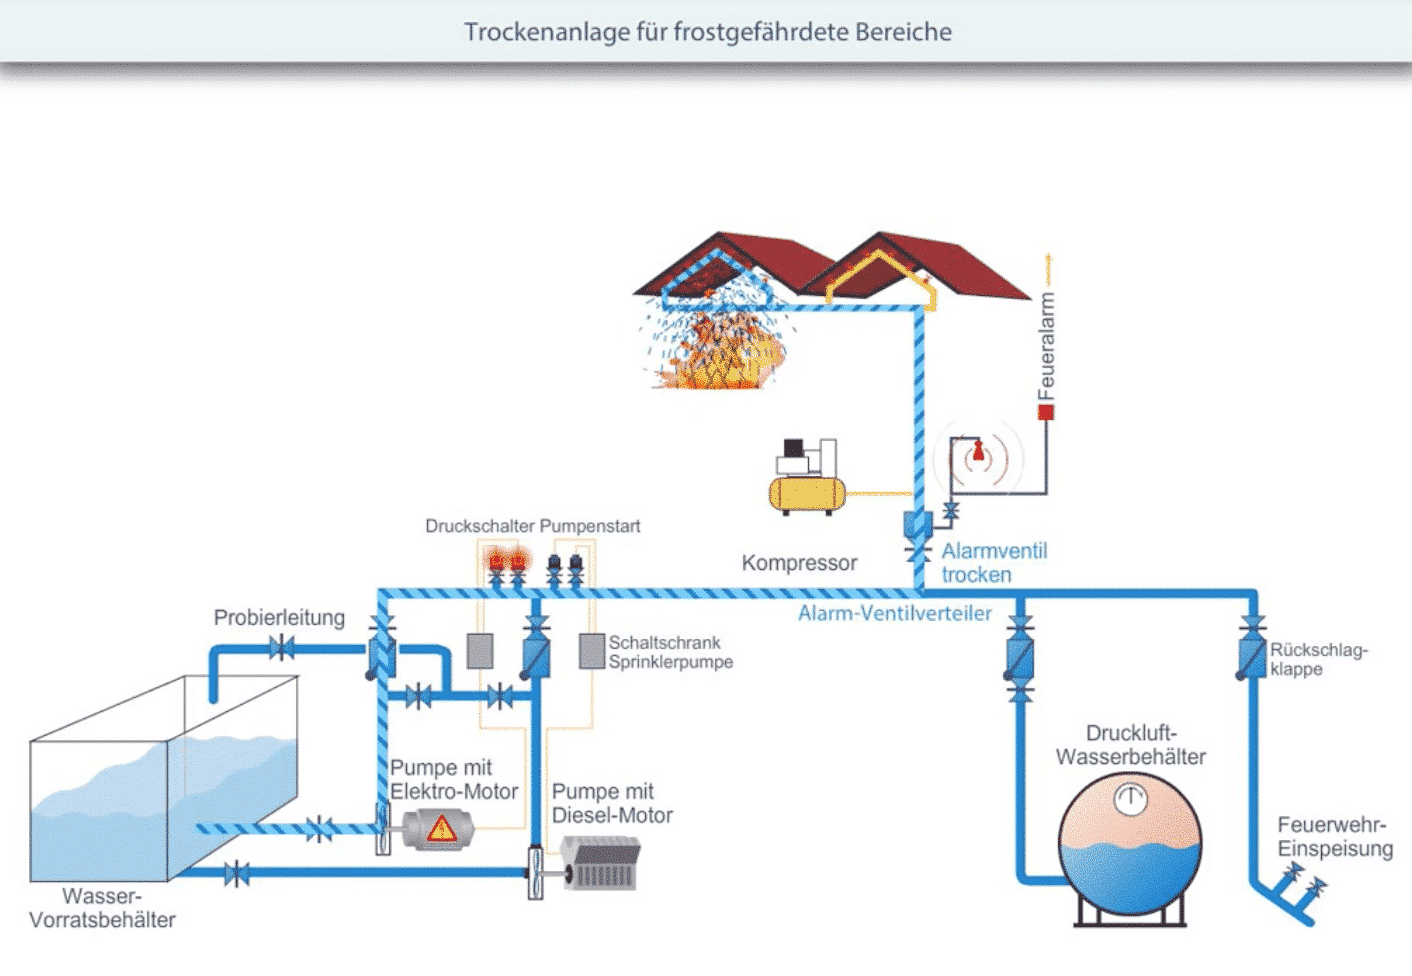 Trockenanlage für frostgefährdete Bereiche
Feueralarm
Druckschalter Pumpenstart
Kompressor
Alarmventil
trocken
Alarm-Ventilverteiler
Probierleitung
Schaltschrank
Sprinklerpumpe
Rückschlag-
klappe
Druckluft-
Wasserbehälter
Pumpe mit
Elektro-Motor
Pumpe mit
Diesel-Motor
Feuerwehr-
Einspeisung
Wasser-
Vorratsbehälter